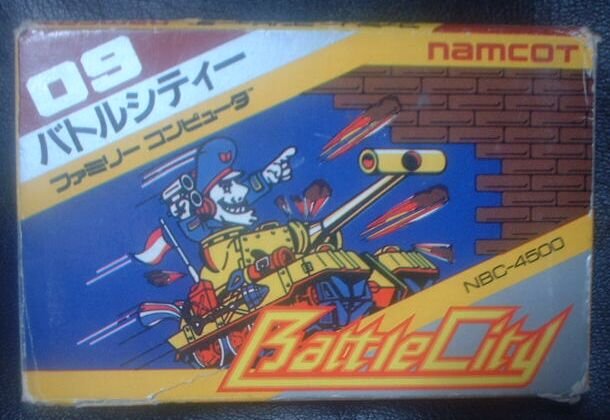 09
namcoT
バトルシティー
ファミリー コンピュータ
NBC-4500
BattleCity